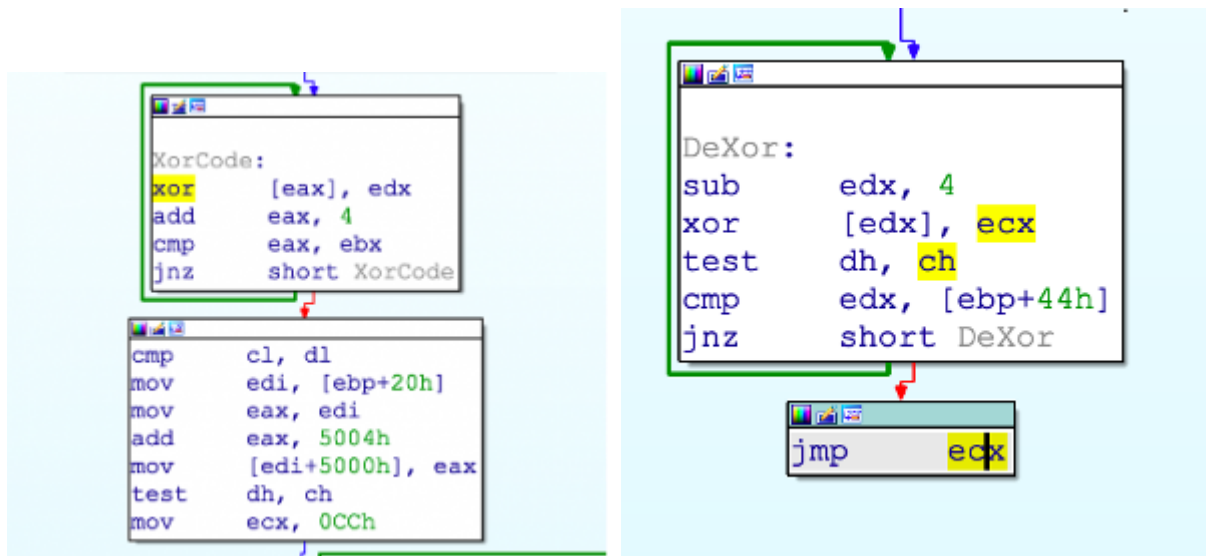 XorCode:
xor [eax], edx
add eax, 4
cmp eax, ebx
jnz short XorCode
cmp cl, dl
mov edi, [ebp+20h]
mov eax, edi
add eax, 5004h
mov [edi+5000h], eax
test dh, ch
mov ecx, 0CCh
DeXor:
sub edx, 4
xor [edx], ecx
test dh, ch
cmp edx, [ebp+44h]
jnz short DeXor
jmp ecx